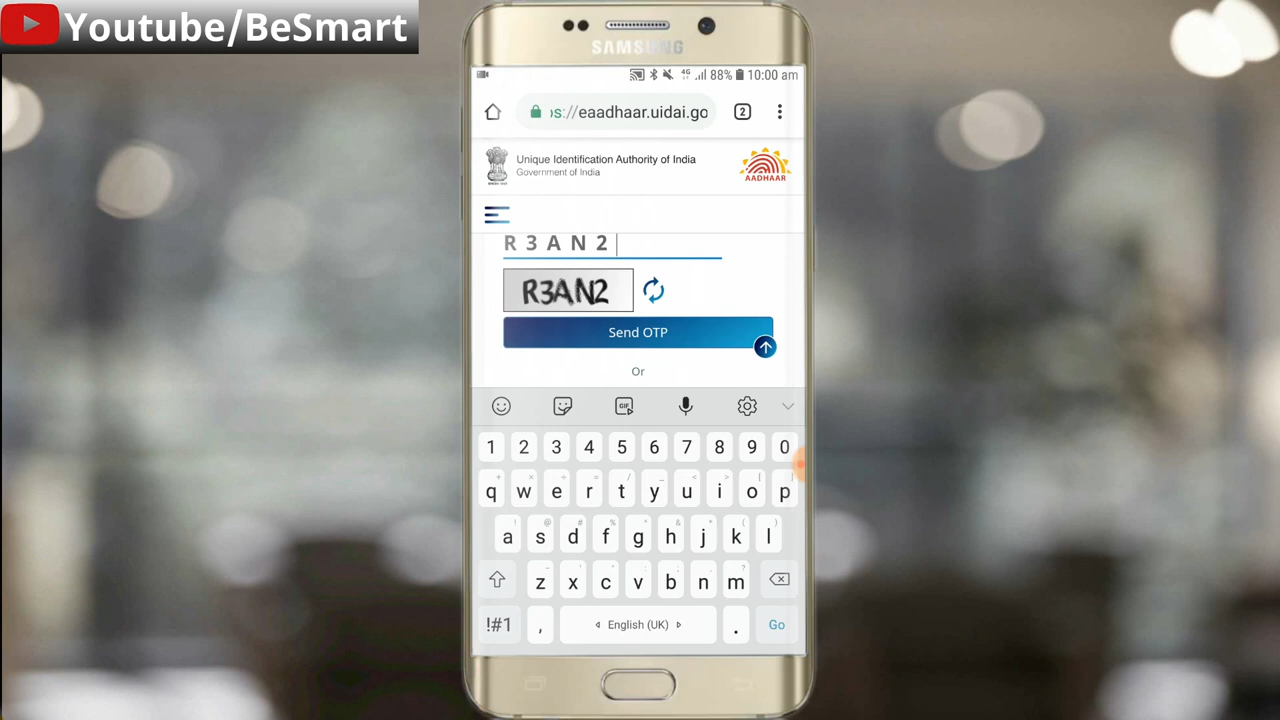 Youtube/BeSmart
SAMSUNG
4G 88% 10:00 am
s://eaadhaar.uidai.go
2
Unique Identification Authority of India
Government of India
AADHAAR
R 3 A N 2
R3AN2
Send OTP
Or
GIF
1 2 3 4 5 6 7 8 9 0
q w e r t y u i o p
a s d f g h j k l
z x c v b n m
!#1 , English (UK) . Go